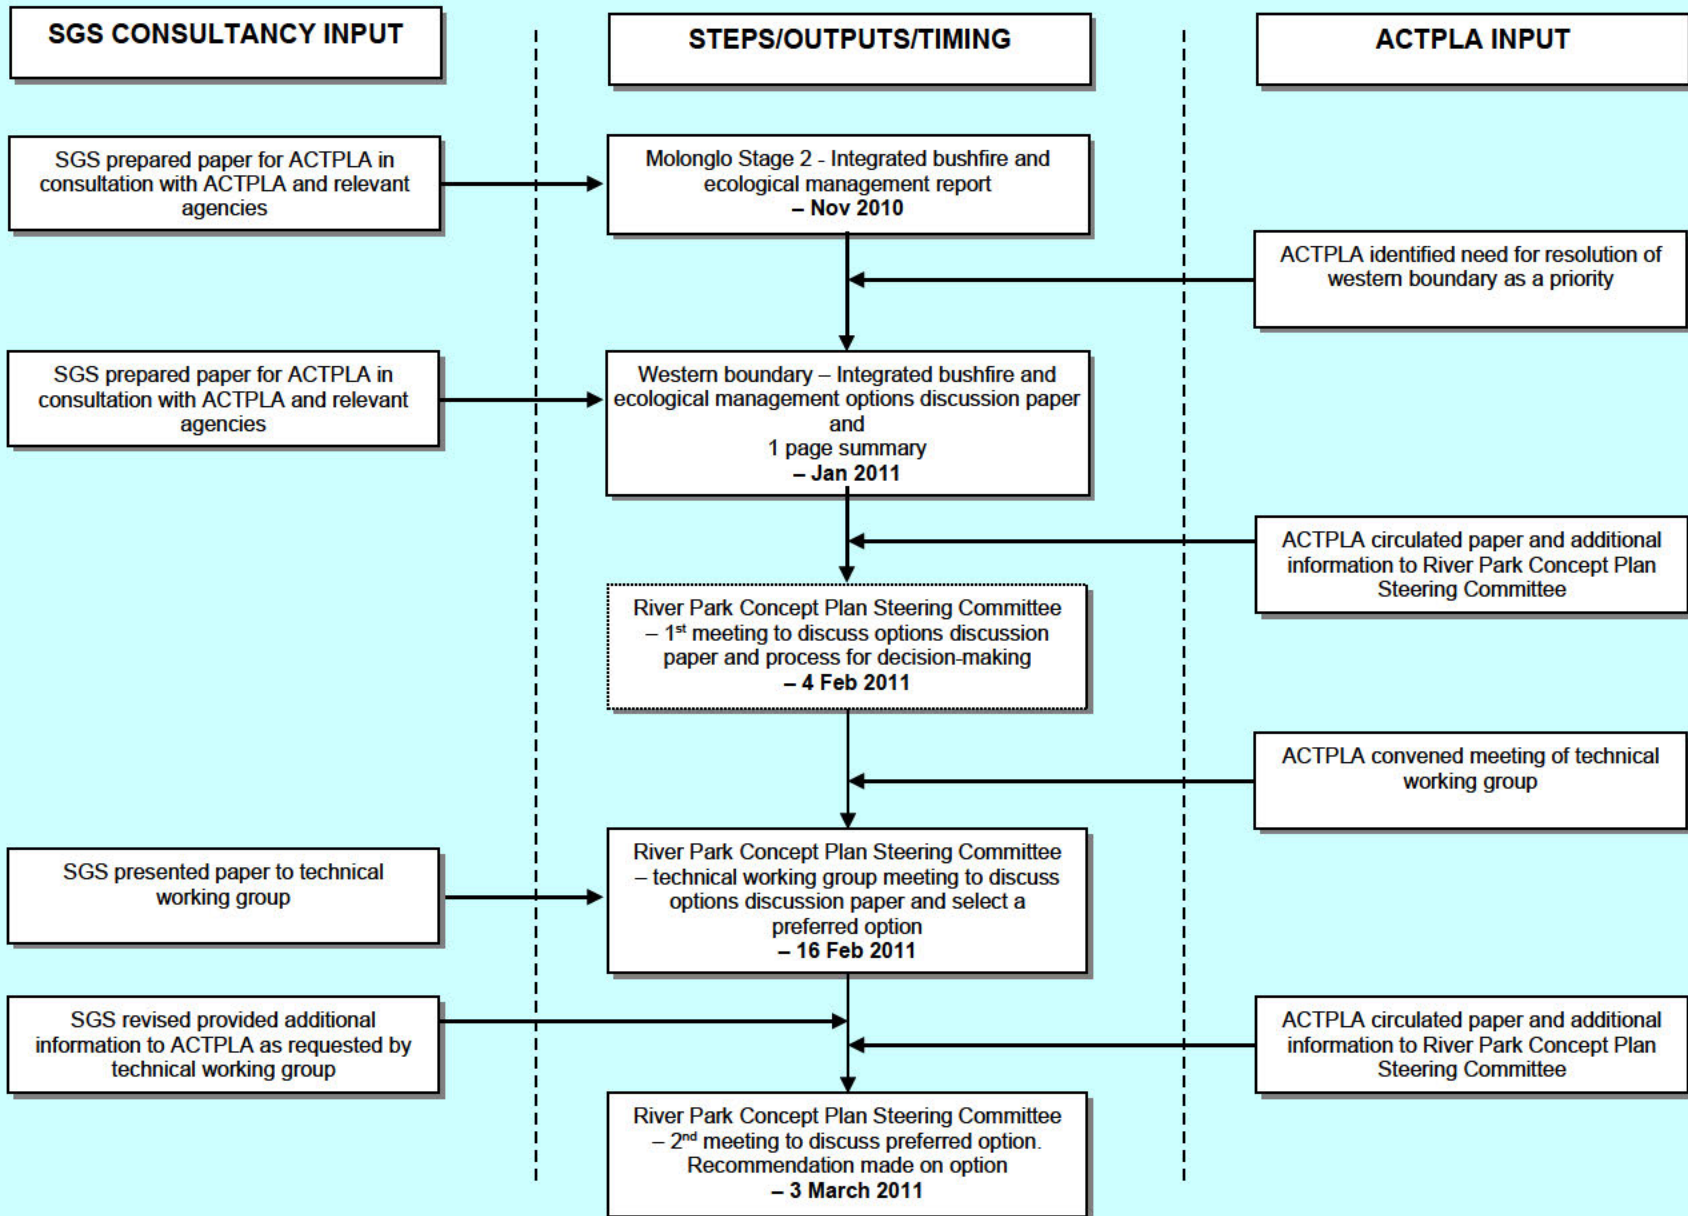 SGS CONSULTANCY INPUT
STEPS/OUTPUTS/TIMING
ACTPLA INPUT
SGS prepared paper for ACTPLA in
consultation with ACTPLA and relevant
agencies
Molonglo Stage 2 - Integrated bushfire and
ecological management report
– Nov 2010
ACTPLA identified need for resolution of
western boundary as a priority
SGS prepared paper for ACTPLA in
consultation with ACTPLA and relevant
agencies
Western boundary – Integrated bushfire and
ecological management options discussion paper
and
1 page summary
– Jan 2011
ACTPLA circulated paper and additional
information to River Park Concept Plan
Steering Committee
River Park Concept Plan Steering Committee
– 1st meeting to discuss options discussion
paper and process for decision-making
– 4 Feb 2011
ACTPLA convened meeting of technical
working group
SGS presented paper to technical
working group
River Park Concept Plan Steering Committee
– technical working group meeting to discuss
options discussion paper and select a
preferred option
– 16 Feb 2011
SGS revised provided additional
information to ACTPLA as requested by
technical working group
ACTPLA circulated paper and additional
information to River Park Concept Plan
Steering Committee
River Park Concept Plan Steering Committee
– 2nd meeting to discuss preferred option.
Recommendation made on option
– 3 March 2011